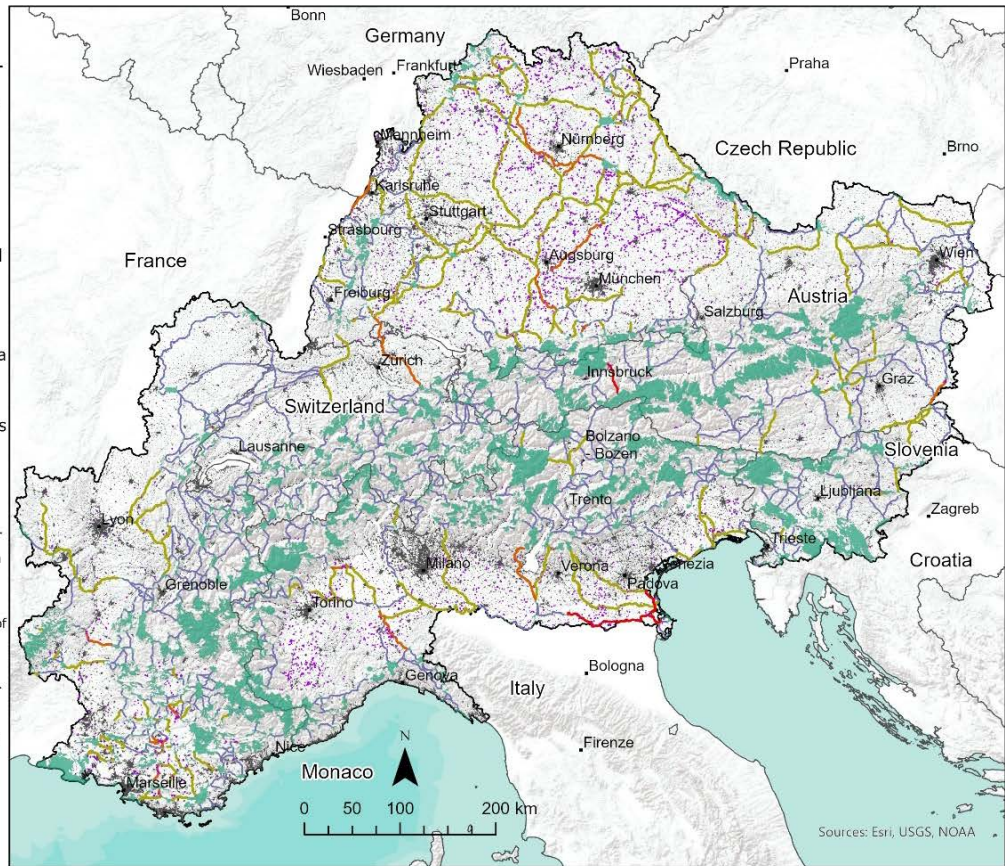 Bonn
Germany
Wiesbaden
Frankfurt
Praha
Mannheim
Nürnberg
Czech Republic
Brno
Karlsruhe
Stuttgart
Strasbourg
France
Augsburg
Wien
München
Freiburg
Austria
Salzburg
Zürich
Innsbruck
Graz
Switzerland
Lausanne
Bolzano
- Bozen
Slovenia
Trento
Ljubljana
Lyon
Zagreb
Trieste
Milano
Verona
Venezia
Croatia
Padova
Grenoble
Torino
of
Bologna
Genova
Italy
Nice
N
Firenze
Monaco
Marseille
0 50 100 200 km
Sources: Esri, USGS, NOAA